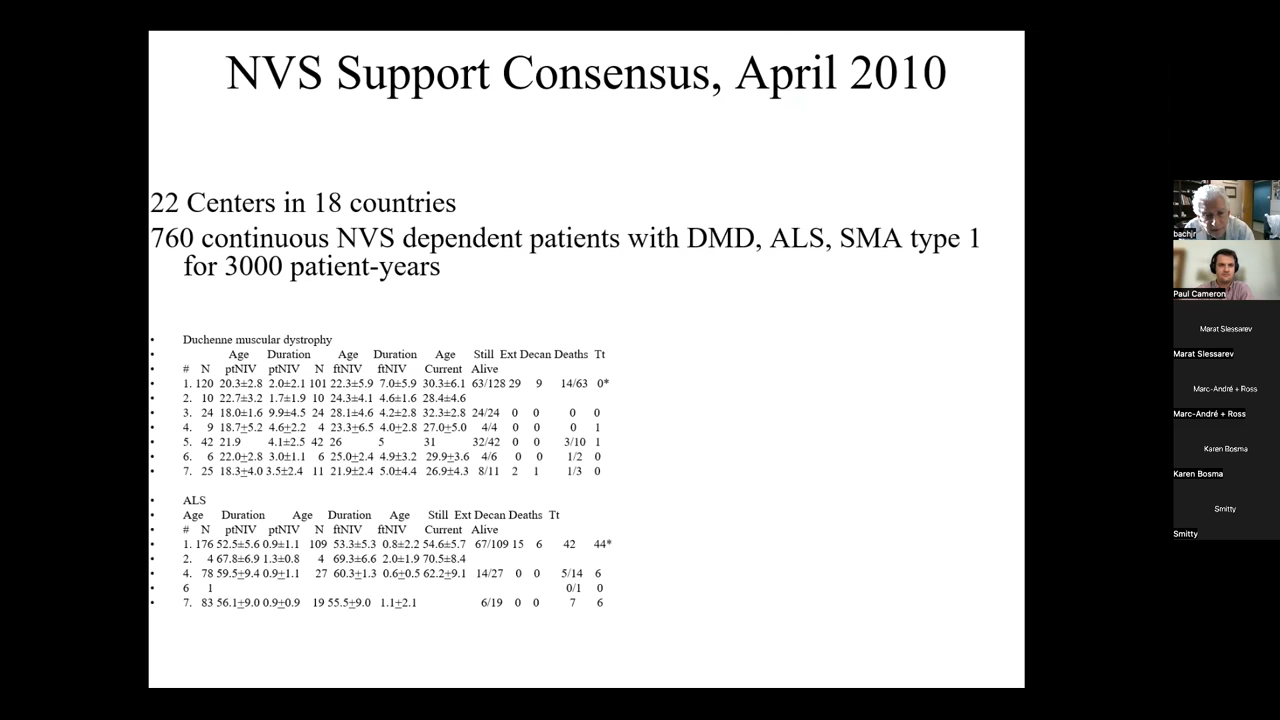 NVS Support Consensus, April 2010
22 Centers in 18 countries
760 continuous NVS dependent patients with DMD, ALS, SMA type 1
for 3000 patient-years
• Duchenne muscular dystrophy
• Age Duration Age Duration Age Still Ext Decan Deaths Tt
• # N ptNIV ptNIV N ftNIV ftNIV Current Alive
• 1. 120 20.3±2.8 2.0±2.1 101 22.3±5.9 7.0±5.9 30.3±6.1 63/128 29 9 14/63 0*
• 2. 10 22.7±3.2 1.7±1.9 10 24.3±4.1 4.6±1.6 28.4±4.6
• 3. 24 18.0±1.6 9.9±4.5 24 28.1±4.6 4.2±2.8 32.3±2.8 24/24 0 0 0 0
• 4. 9 18.7±5.2 4.6±2.2 4 23.3±6.5 4.0±2.8 27.0±5.0 4/4 0 0 0 1
• 5. 42 21.9 4.1±2.5 42 26 5 31 32/42 0 0 3/10 1
• 6. 6 22.0±2.8 3.0±1.1 6 25.0±2.4 4.9±3.2 29.9±3.6 4/6 0 0 1/2 0
• 7. 25 18.3±4.0 3.5±2.4 11 21.9±2.4 5.0±4.4 26.9±4.3 8/11 2 1 1/3 0
• ALS
• Age Duration Age Duration Age Still Ext Decan Deaths Tt
• # N ptNIV ptNIV N ftNIV ftNIV Current Alive
• 1. 176 52.5±5.6 0.9±1.1 109 53.3±5.3 0.8±2.2 54.6±5.7 67/109 15 6 42 44*
• 2. 4 67.8±6.9 1.3±0.8 4 69.3±6.6 2.0±1.9 70.5±8.4
• 4. 78 59.5±9.4 0.9±1.1 27 60.3±1.3 0.6±0.5 62.2±9.1 14/27 0 0 5/14 6
• 6 1 0/1 0
• 7. 83 56.1±9.0 0.9±0.9 19 55.5±9.0 1.1±2.1 6/19 0 0 7 6
bachjr
Paul Cameron
Marat Slessarev
Marat Slessarev
Marc-André + Ross
Marc-André + Ross
Karen Bosma
Karen Bosma
Smitty
Smitty